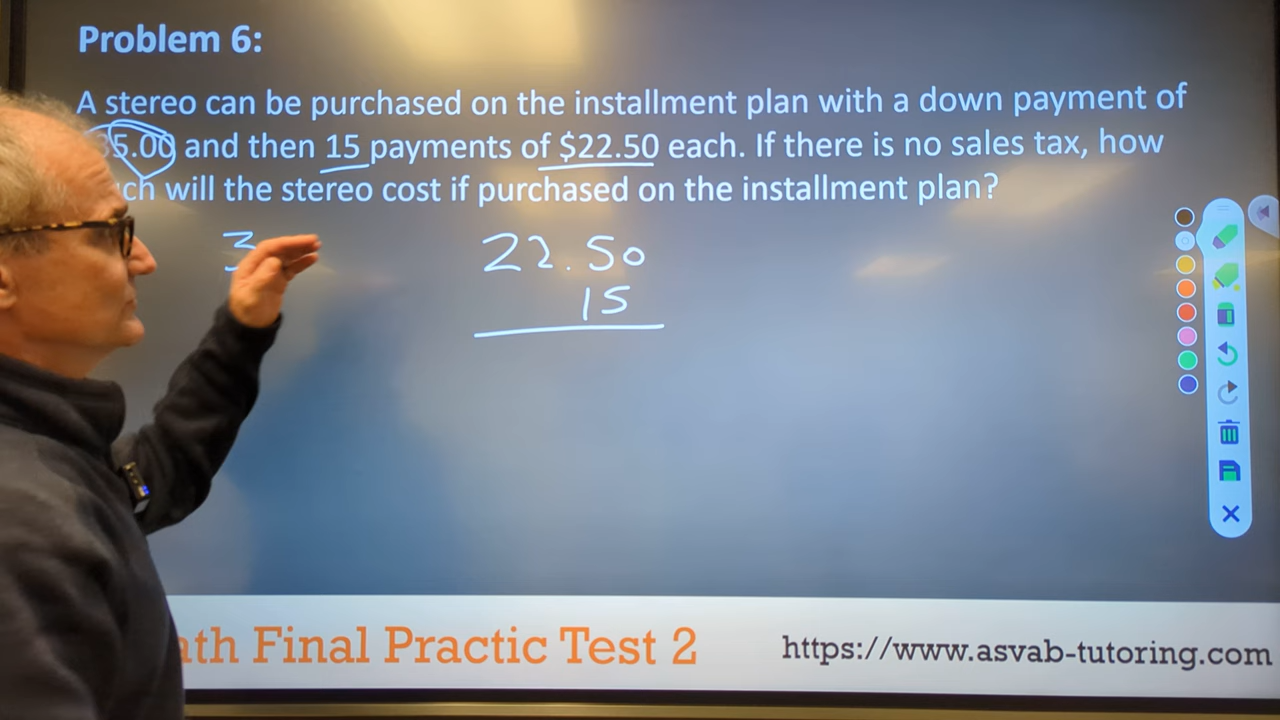 Problem 6:
A stereo can be purchased on the installment plan with a down payment of
35.00 and then 15 payments of $22.50 each. If there is no sales tax, how
ch will the stereo cost if purchased on the installment plan?
3 22.50
15
ath Final Practic Test 2 https://www.asvab-tutoring.com